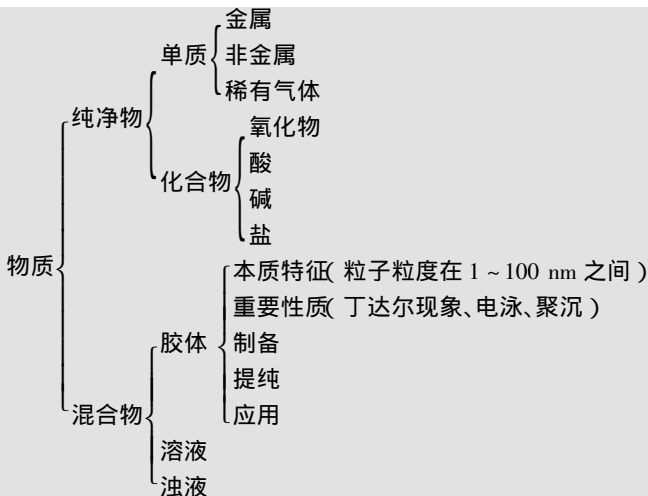 金属
单质
非金属
稀有气体
纯净物
氧化物
酸
化合物
碱
盐
物质
本质特征( 粒子粒度在 1 ~ 100 nm 之间 )
重要性质( 丁达尔现象、电泳、聚沉 )
胶体
制备
提纯
混合物
应用
溶液
浊液